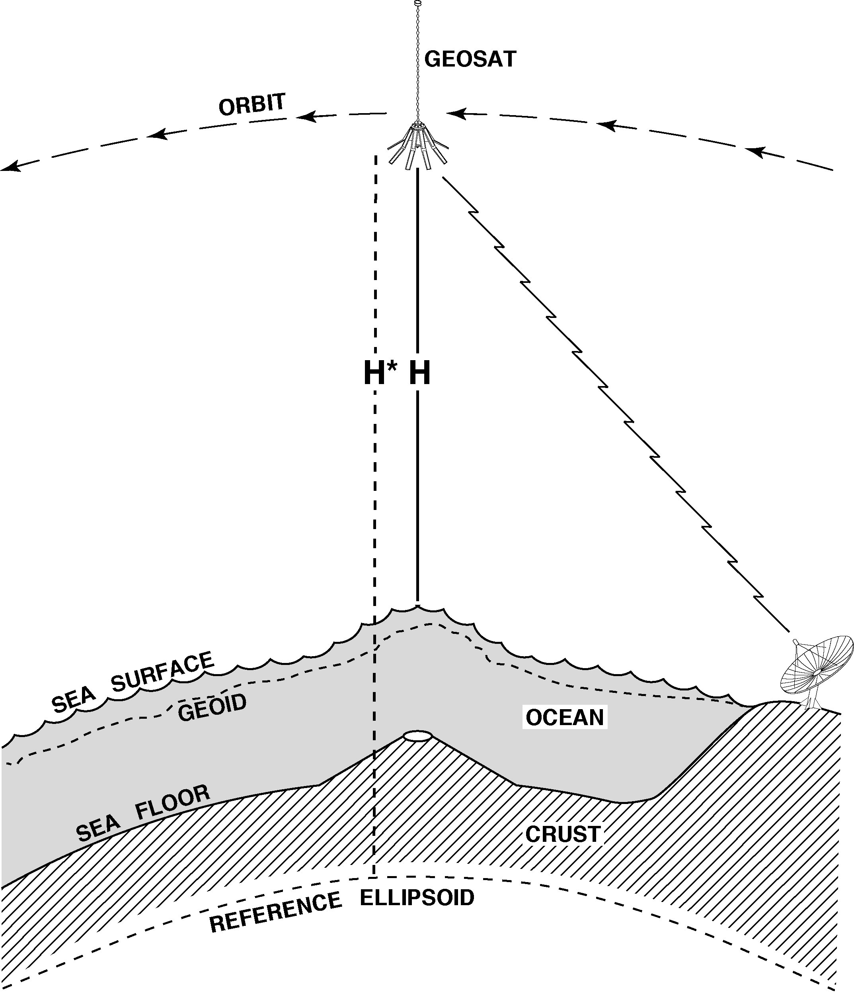 GEOSAT
ORBIT
H* H
SEA SURFACE
GEOID
OCEAN
SEA FLOOR
CRUST
REFERENCE ELLIPSOID